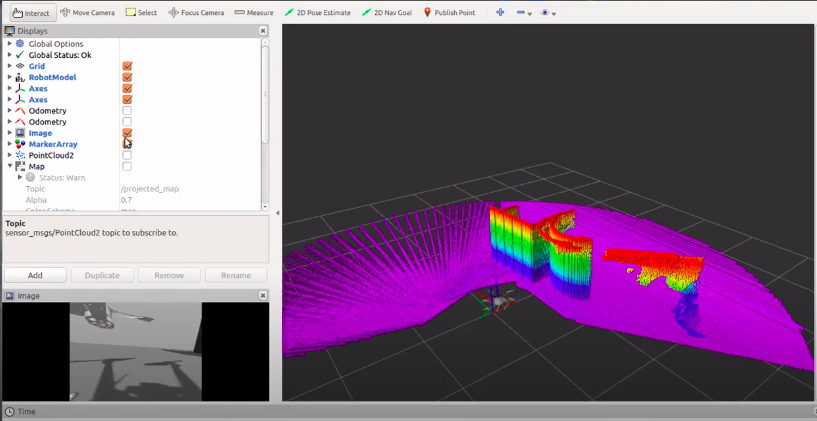 Interact Move Camera Select Focus Camera Measure 2D Pose Estimate 2D Nav Goal Publish Point
Displays
Global Options
Global Status: Ok
Grid
RobotModel
Axes
Axes
Odometry
Odometry
Image
MarkerArray
PointCloud2
Map
Status: Warn
Topic /projected_map
Alpha 0.7
Topic
sensor_msgs/PointCloud2 topic to subscribe to.
Add Duplicate Remove Rename
Image
Time